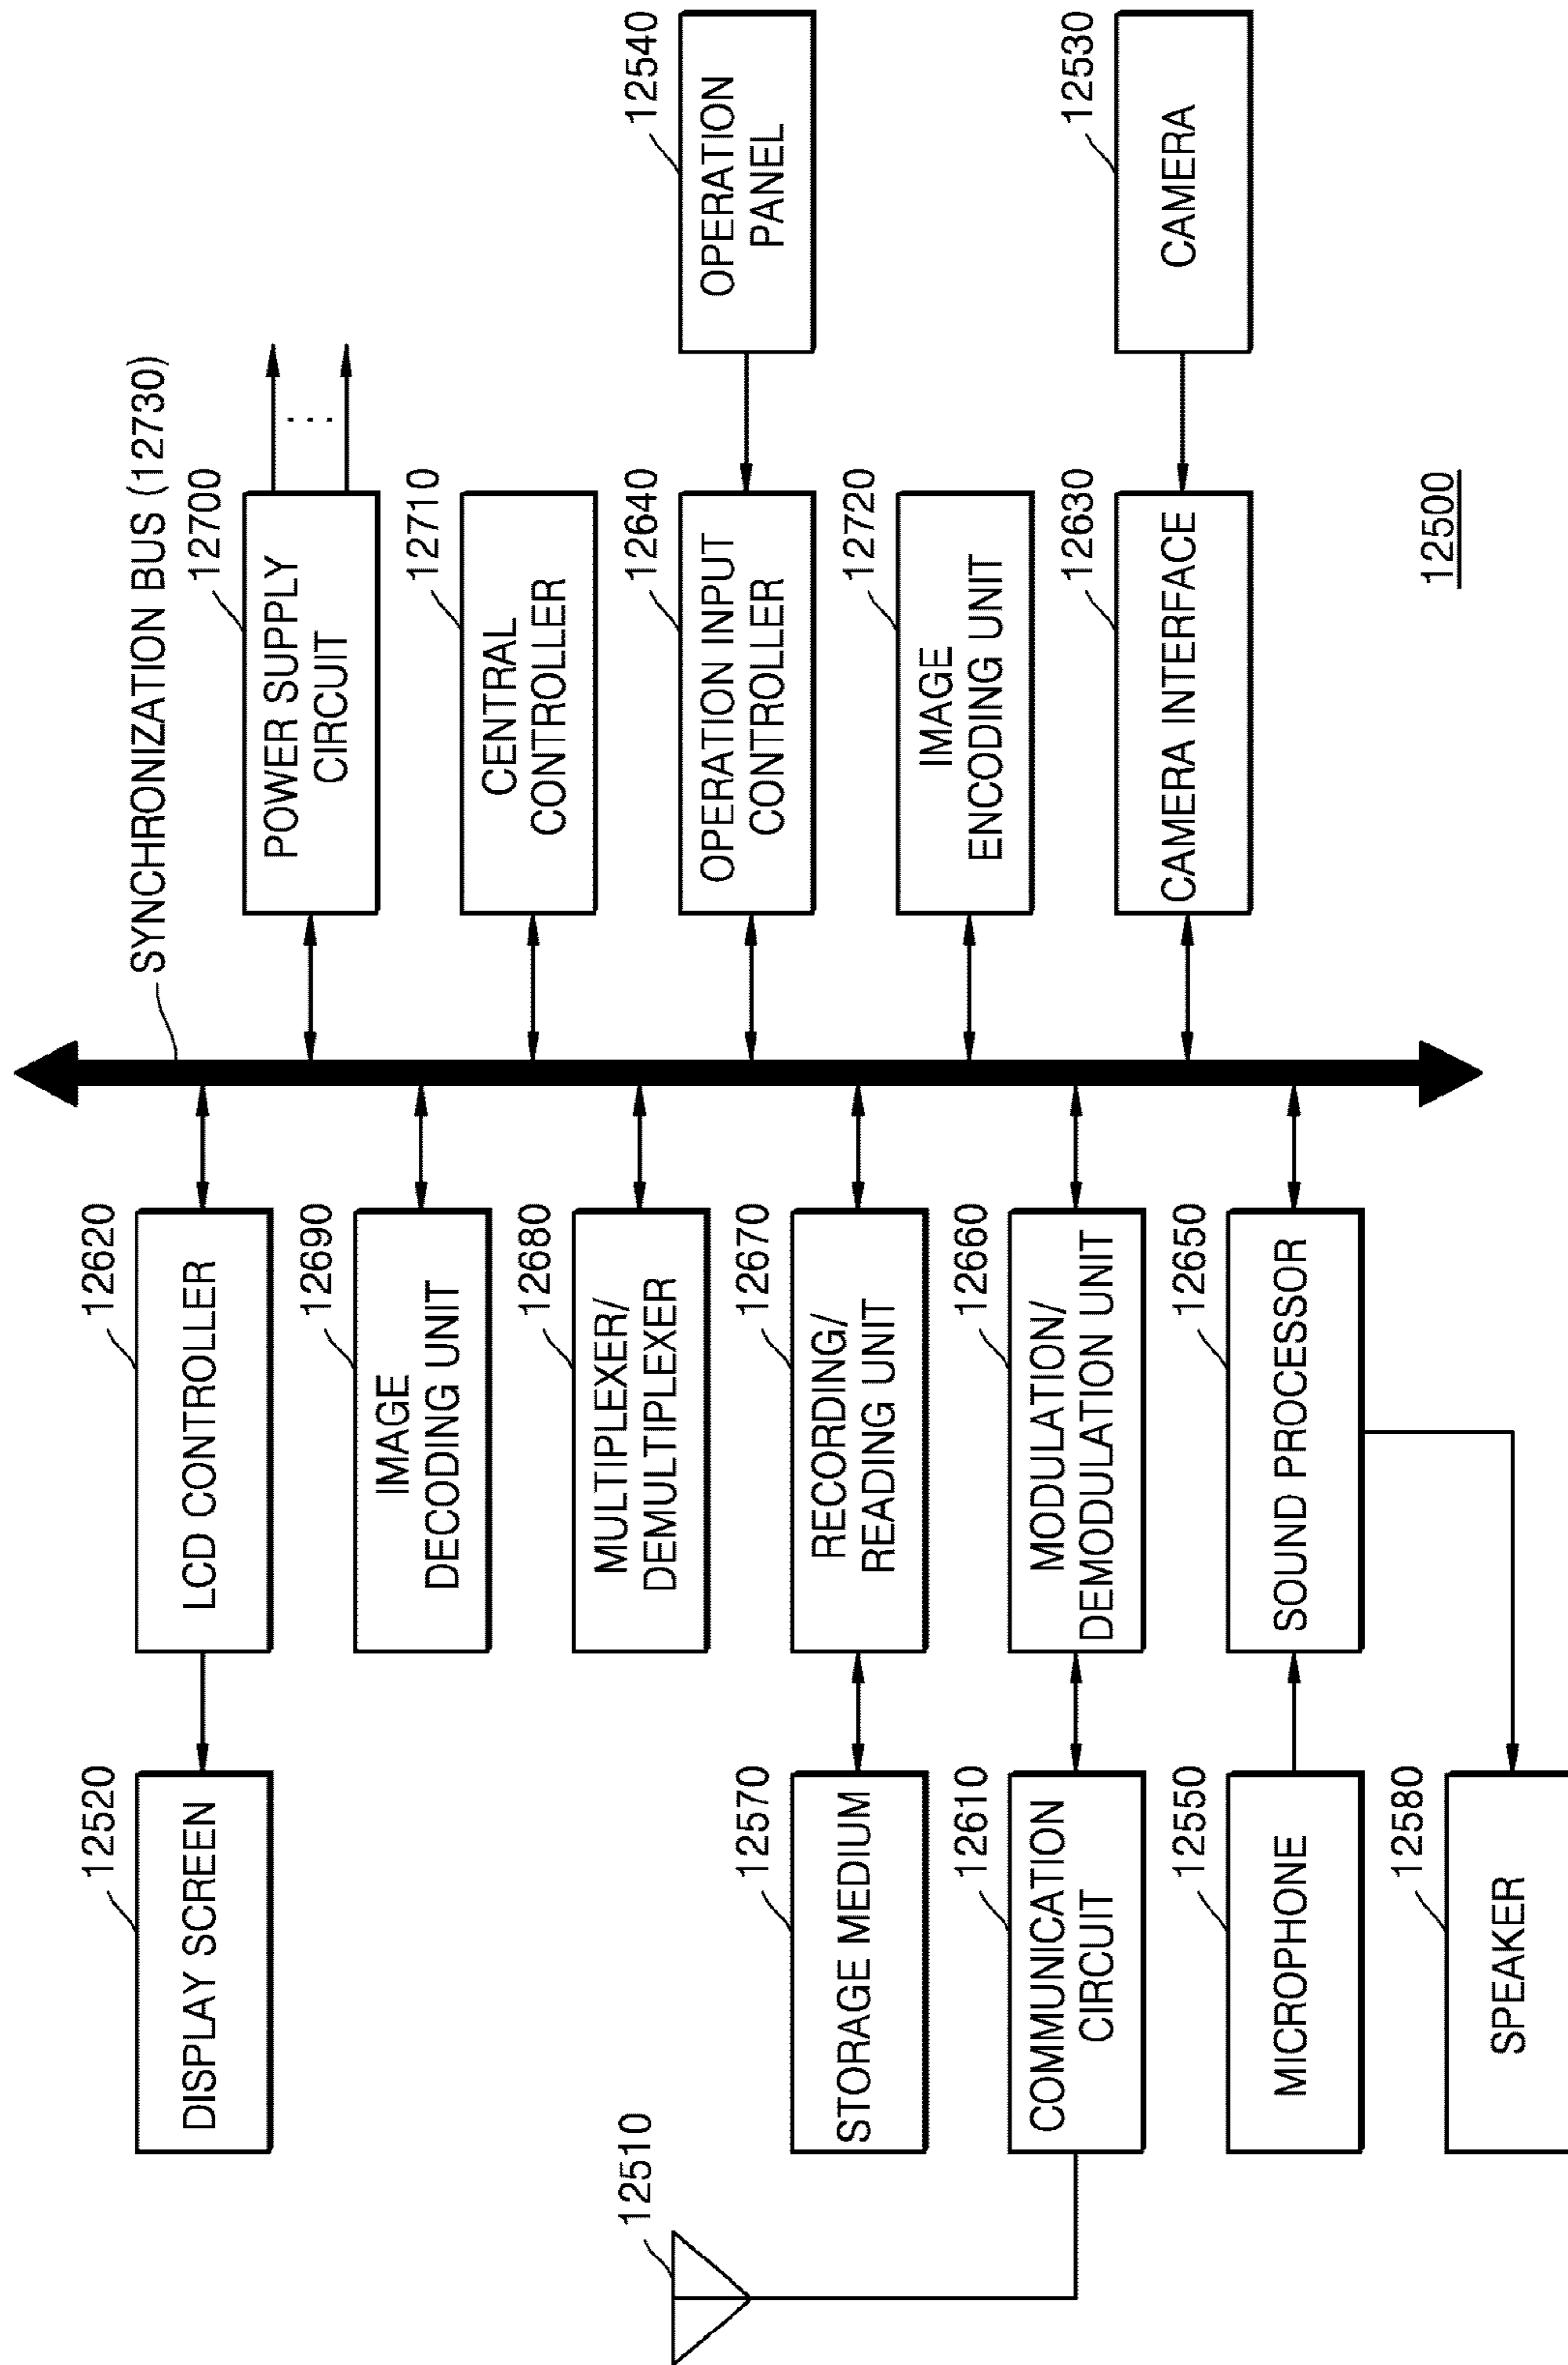 SYNCHRONIZATION BUS (12730)
12520
DISPLAY SCREEN
12620
LCD CONTROLLER
12700
POWER SUPPLY
CIRCUIT
12690
IMAGE
DECODING UNIT
12710
CENTRAL
CONTROLLER
12510
12680
MULTIPLEXER/
DEMULTIPLEXER
12640
OPERATION INPUT
CONTROLLER
12540
OPERATION
PANEL
12570
STORAGE MEDIUM
12670
RECORDING/
READING UNIT
12720
IMAGE
ENCODING UNIT
12610
COMMUNICATION
CIRCUIT
12660
MODULATION/
DEMODULATION UNIT
12630
CAMERA INTERFACE
12530
CAMERA
12550
MICROPHONE
12650
SOUND PROCESSOR
12580
SPEAKER
12500